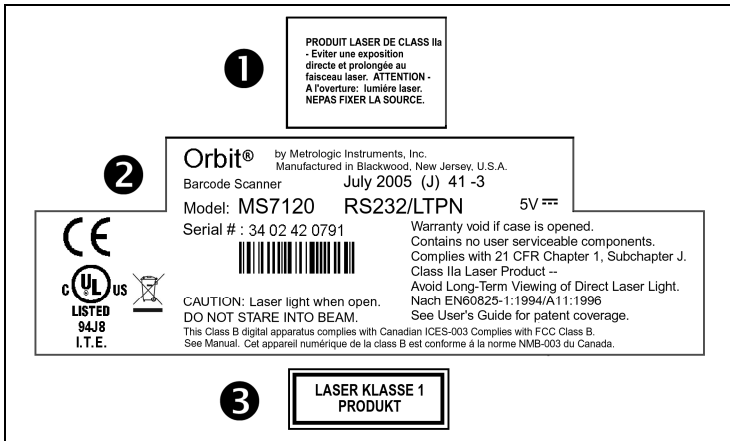 ❶
PRODUIT LASER DE CLASS IIa
- Eviter une exposition
directe et prolongée au
faisceau laser. ATTENTION -
A l'overture: lumiére laser.
NEPAS FIXER LA SOURCE.
❷
Orbit® by Metrologic Instruments, Inc.
Manufactured in Blackwood, New Jersey, U.S.A.
Barcode Scanner July 2005 (J) 41 -3
Model: MS7120 RS232/LTPN 5V
Serial # : 34 02 42 0791
CE
C UL US
LISTED
94J8
I.T.E.
Warranty void if case is opened.
Contains no user serviceable components.
Complies with 21 CFR Chapter 1, Subchapter J.
Class IIa Laser Product --
Avoid Long-Term Viewing of Direct Laser Light.
Nach EN60825-1:1994/A11:1996
See User's Guide for patent coverage.
CAUTION: Laser light when open.
DO NOT STARE INTO BEAM.
This Class B digital apparatus complies with Canadian ICES-003 Complies with FCC Class B.
See Manual. Cet appareil numérique de la class B est conforme á la norme NMB-003 du Canada.
❸
LASER KLASSE 1
PRODUKT